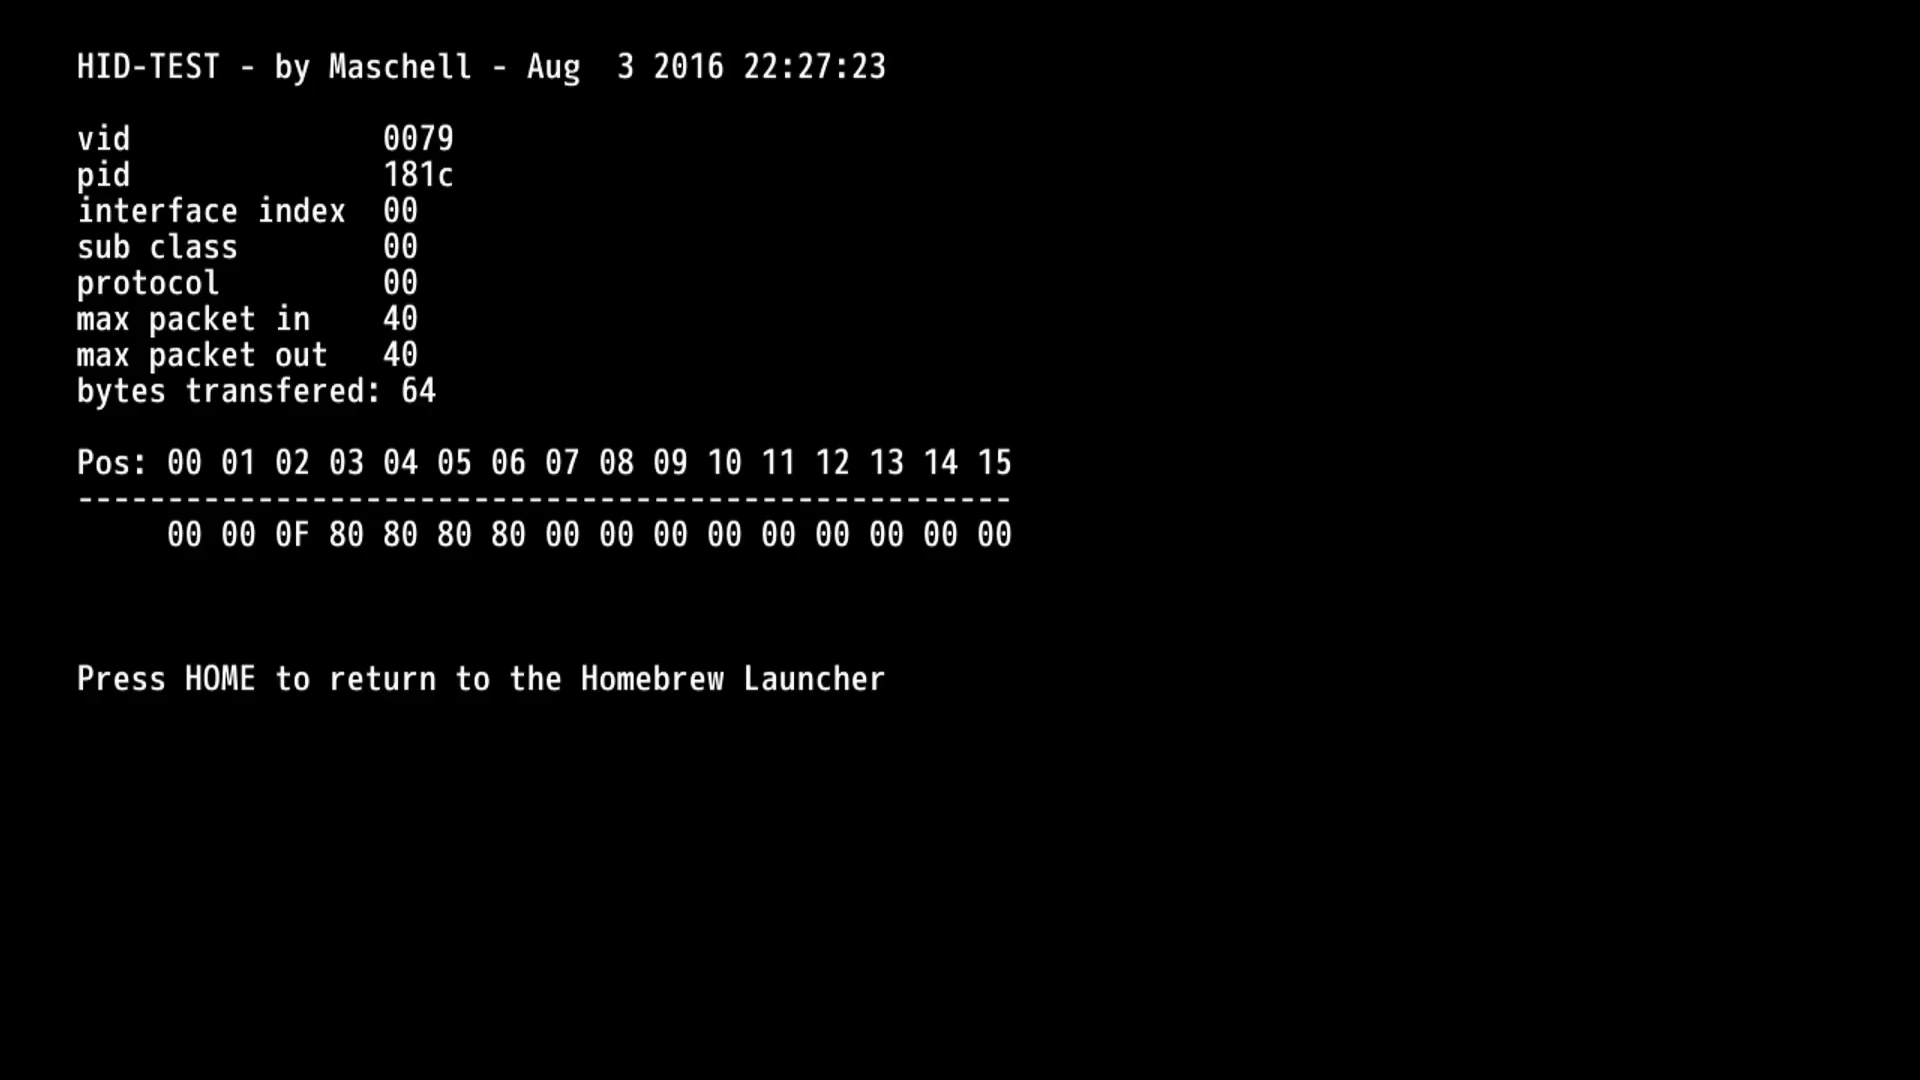 HID-TEST - by Maschell - Aug  3 2016 22:27:23
vid              0079
pid              181c
interface index  00
sub class        00
protocol         00
max packet in    40
max packet out   40
bytes transfered: 64
Pos: 00 01 02 03 04 05 06 07 08 09 10 11 12 13 14 15
----------------------------------------------------
     00 00 0F 80 80 80 80 00 00 00 00 00 00 00 00 00
Press HOME to return to the Homebrew Launcher